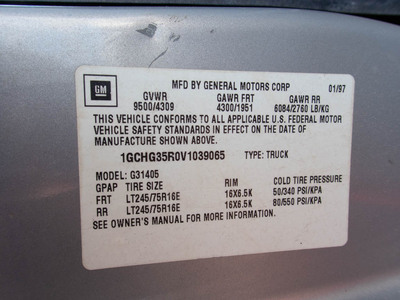 GM
MFD BY GENERAL MOTORS CORP 01/97
GVWR GAWR FRT GAWR RR
9500/4309 4300/1951 6084/2760 LB/KG
THIS VEHICLE CONFORMS TO ALL APPLICABLE U.S. FEDERAL MOTOR
VEHICLE SAFETY STANDARDS IN EFFECT ON THE DATE OF
MANUFACTURE SHOWN ABOVE.
1GCHG35R0V1039065 TYPE: TRUCK
MODEL: G31405
GPAP TIRE SIZE RIM COLD TIRE PRESSURE
FRT LT245/75R16E 16X6.5K 50/340 PSI/KPA
RR LT245/75R16E 16X6.5K 80/550 PSI/KPA
SEE OWNER'S MANUAL FOR MORE INFORMATION.